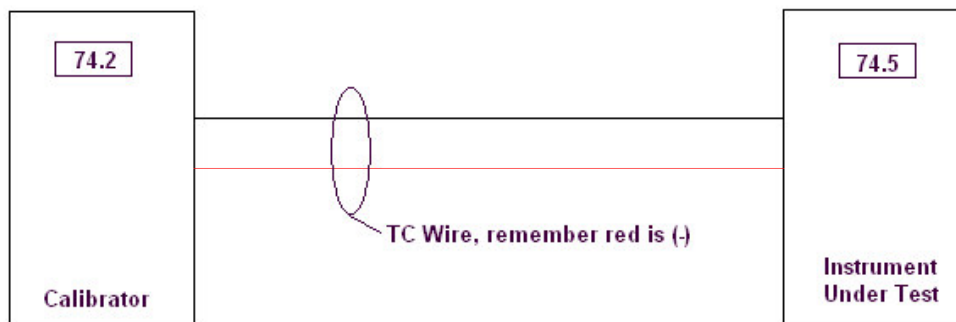 74.2
74.5
TC Wire, remember red is (-)
Calibrator
Instrument
Under Test